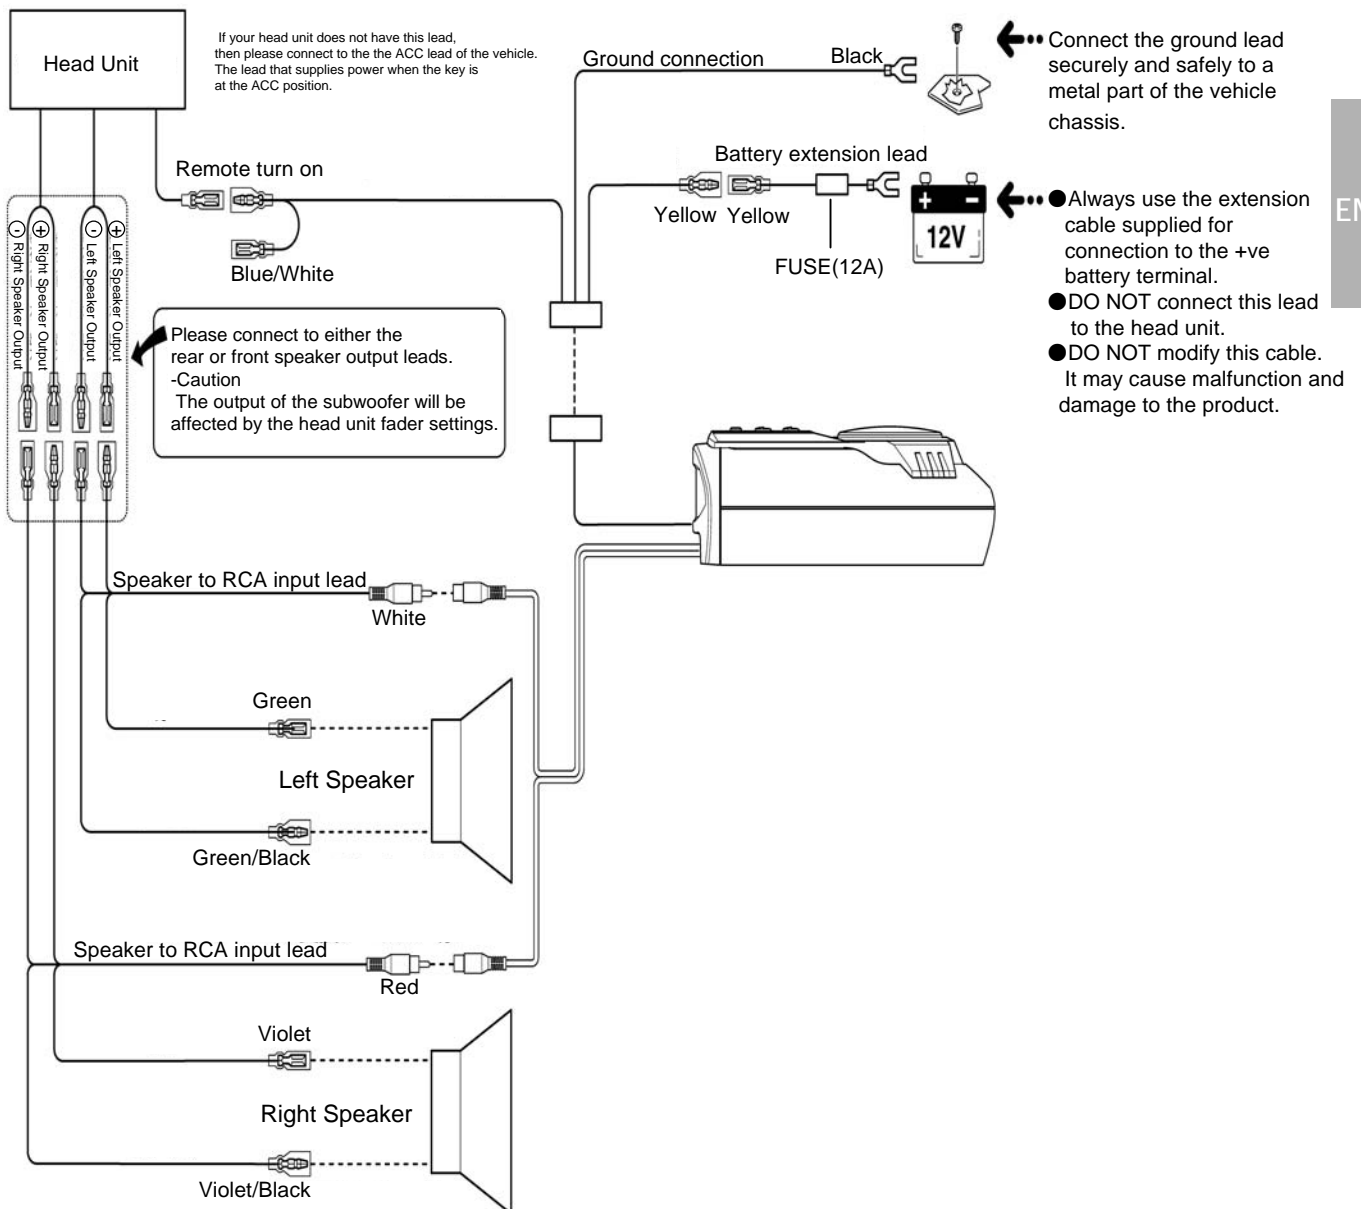 Head Unit
If your head unit does not have this lead,
then please connect to the the ACC lead of the vehicle.
The lead that supplies power when the key is
at the ACC position.
Ground connection
Black
Connect the ground lead
securely and safely to a
metal part of the vehicle
chassis.
Remote turn on
Blue/White
Battery extension lead
Yellow
Yellow
FUSE(12A)
+ -
12V
●Always use the extension
cable supplied for
connection to the +ve
battery terminal.
●DO NOT connect this lead
to the head unit.
●DO NOT modify this cable.
It may cause malfunction and
damage to the product.
EN
- Right Speaker Output
+ Right Speaker Output
- Left Speaker Output
+ Left Speaker Output
Please connect to either the
rear or front speaker output leads.
-Caution
The output of the subwoofer will be
affected by the head unit fader settings.
Speaker to RCA input lead
White
Green
Left Speaker
Green/Black
Speaker to RCA input lead
Red
Violet
Right Speaker
Violet/Black